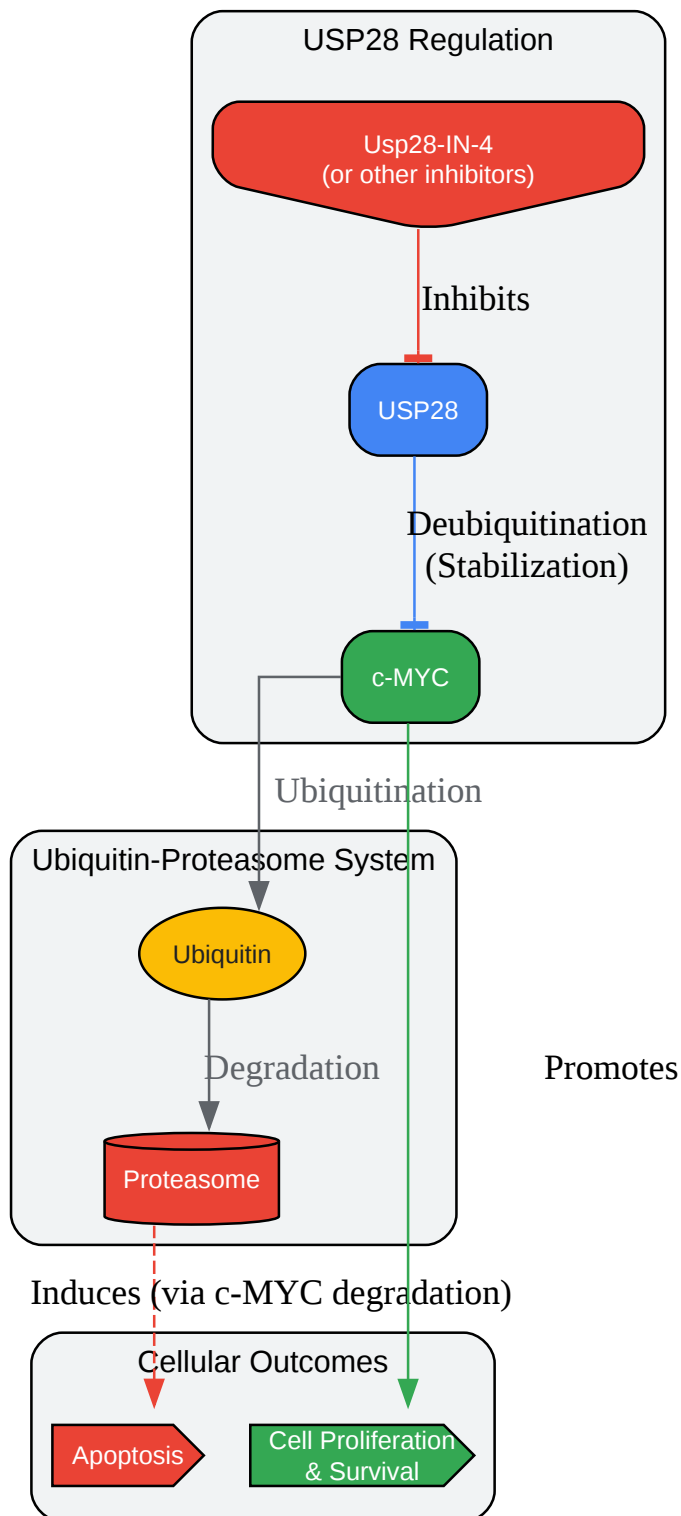 USP28 Regulation
Usp28-IN-4
(or other inhibitors)
Inhibits
USP28
Deubiquitination
(Stabilization)
c-MYC
Ubiquitination
Ubiquitin-Proteasome System
Ubiquitin
Degradation
Promotes
Proteasome
Induces (via c-MYC degradation)
Cellular Outcomes
Apoptosis
Cell Proliferation
& Survival